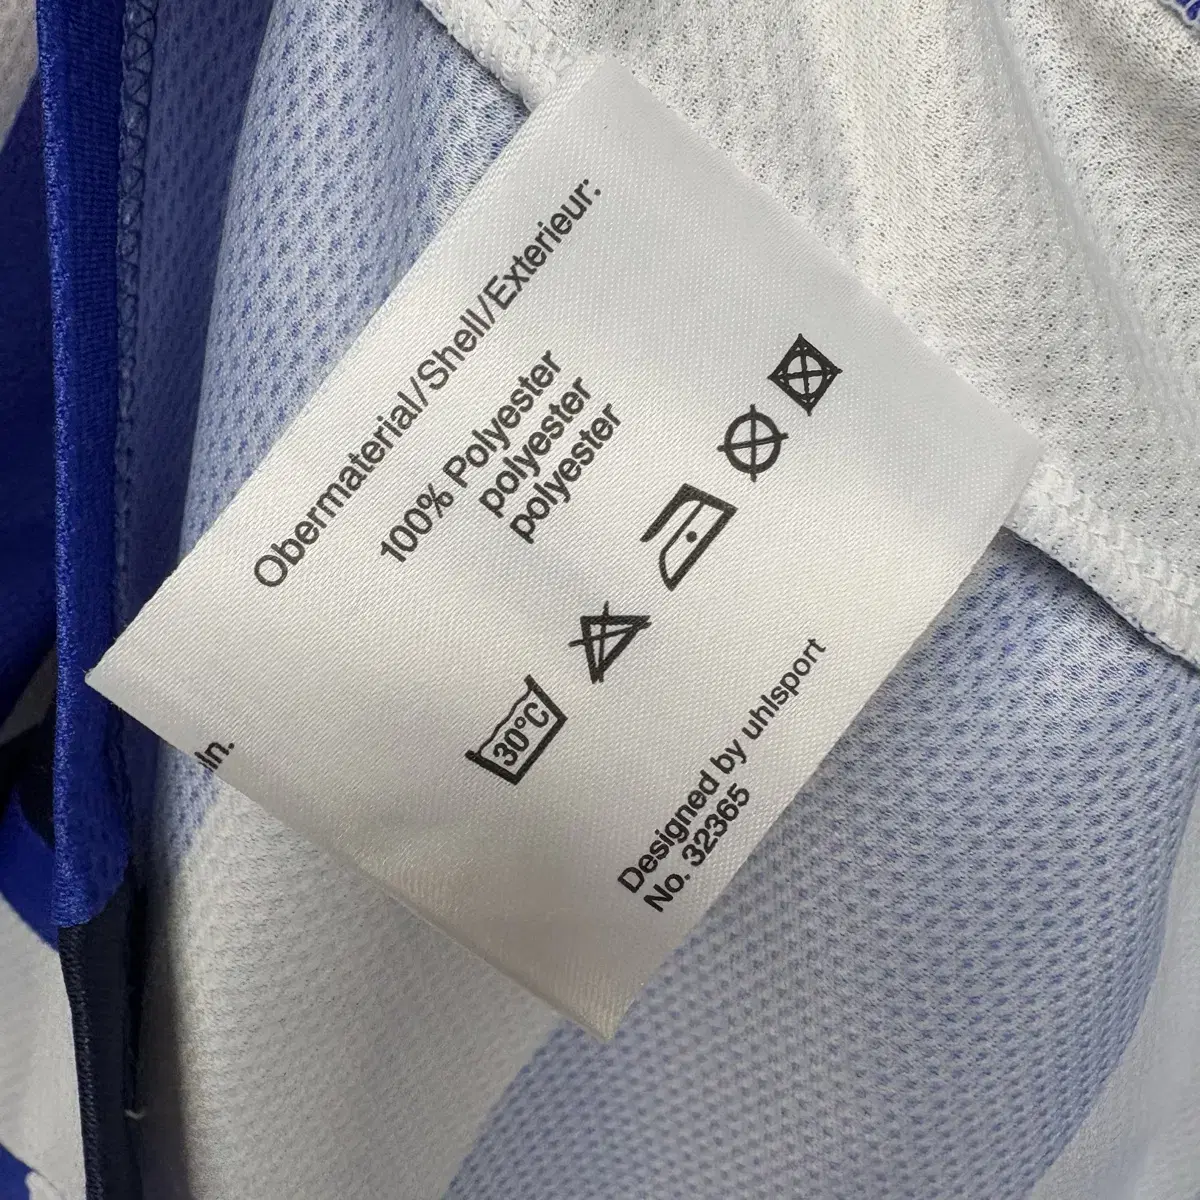 Obermaterial/Shell/Exterieur:
100% Polyester
polyester
polyester
30°C
Designed by uhlsport
No. 32365